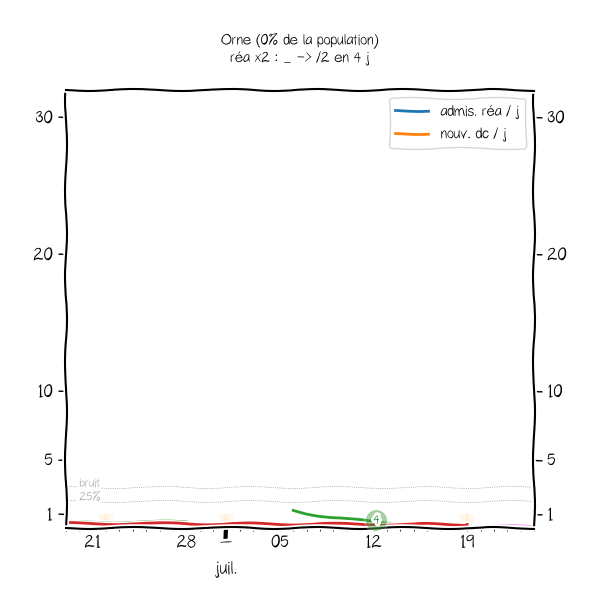 Orne (0% de la population)
réa x2 : _ -> /2 en 4 j
admis. réa / j
nouv. dc / j
30
30
20
20
10
10
5
5
bruit
25%
1
1
4
21
28
05
12
19
juil.